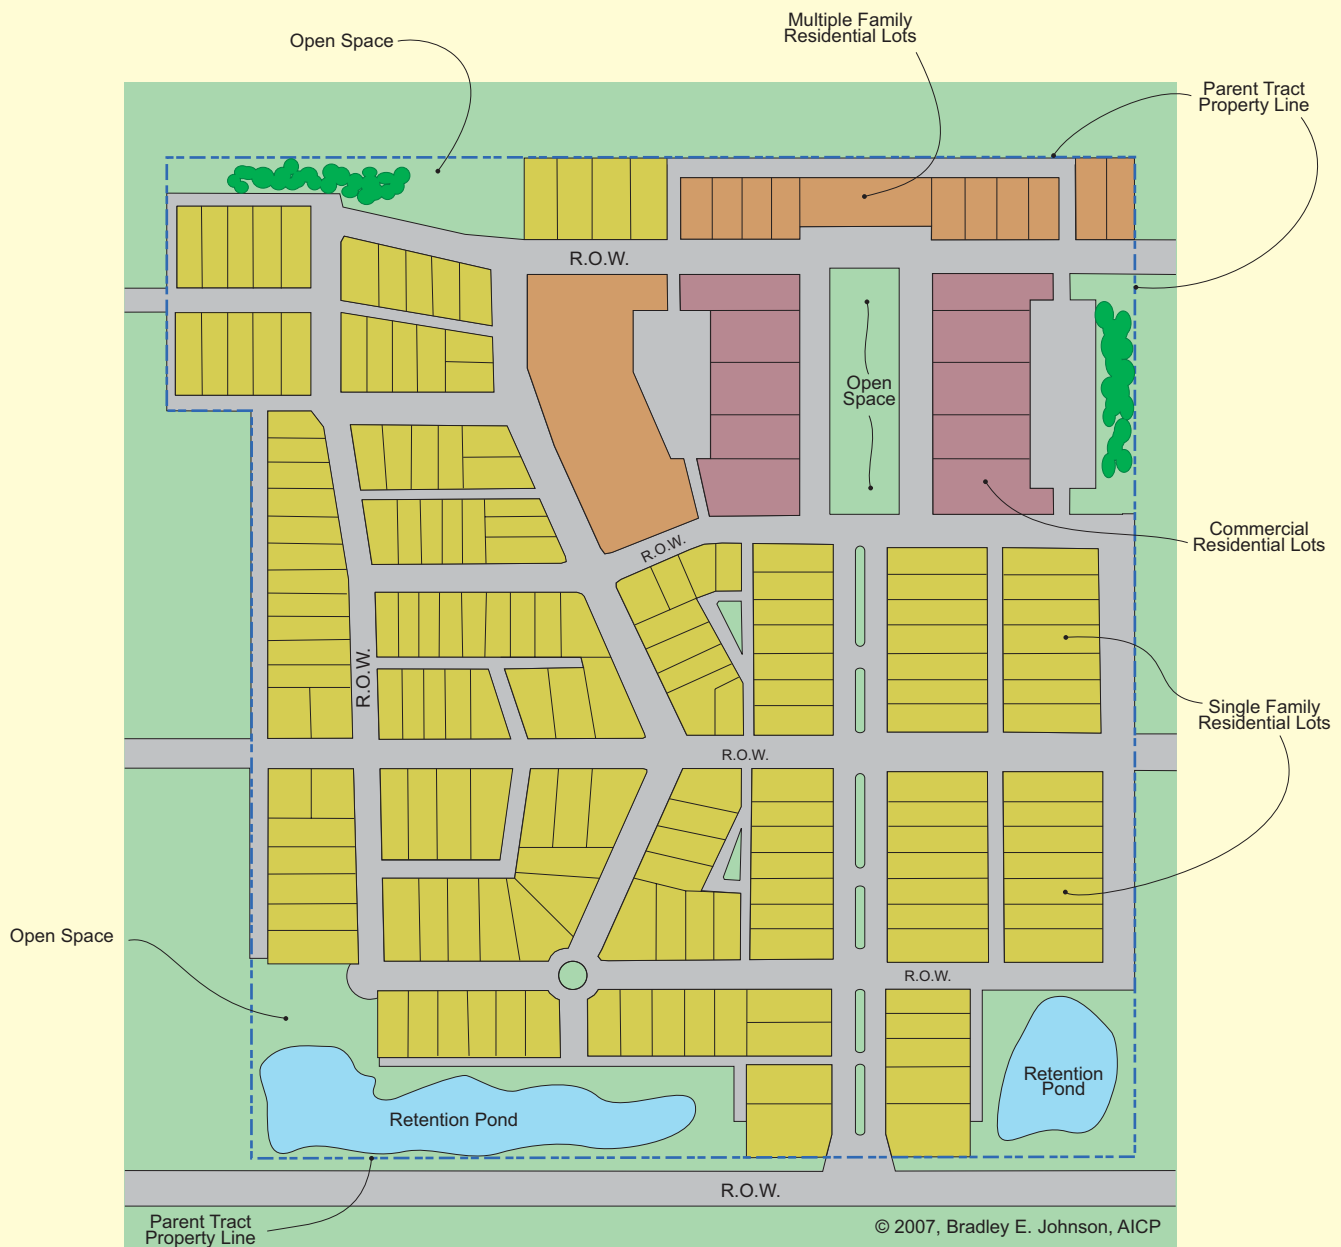 Multiple Family
Residential Lots
Open Space
Parent Tract
Property Line
R.O.W.
Open
Space
Commercial
Residential Lots
R.O.W.
R.O.W.
Single Family
Residential Lots
R.O.W.
Open Space
R.O.W.
Retention
Pond
Retention Pond
R.O.W.
Parent Tract
Property Line
© 2007, Bradley E. Johnson, AICP